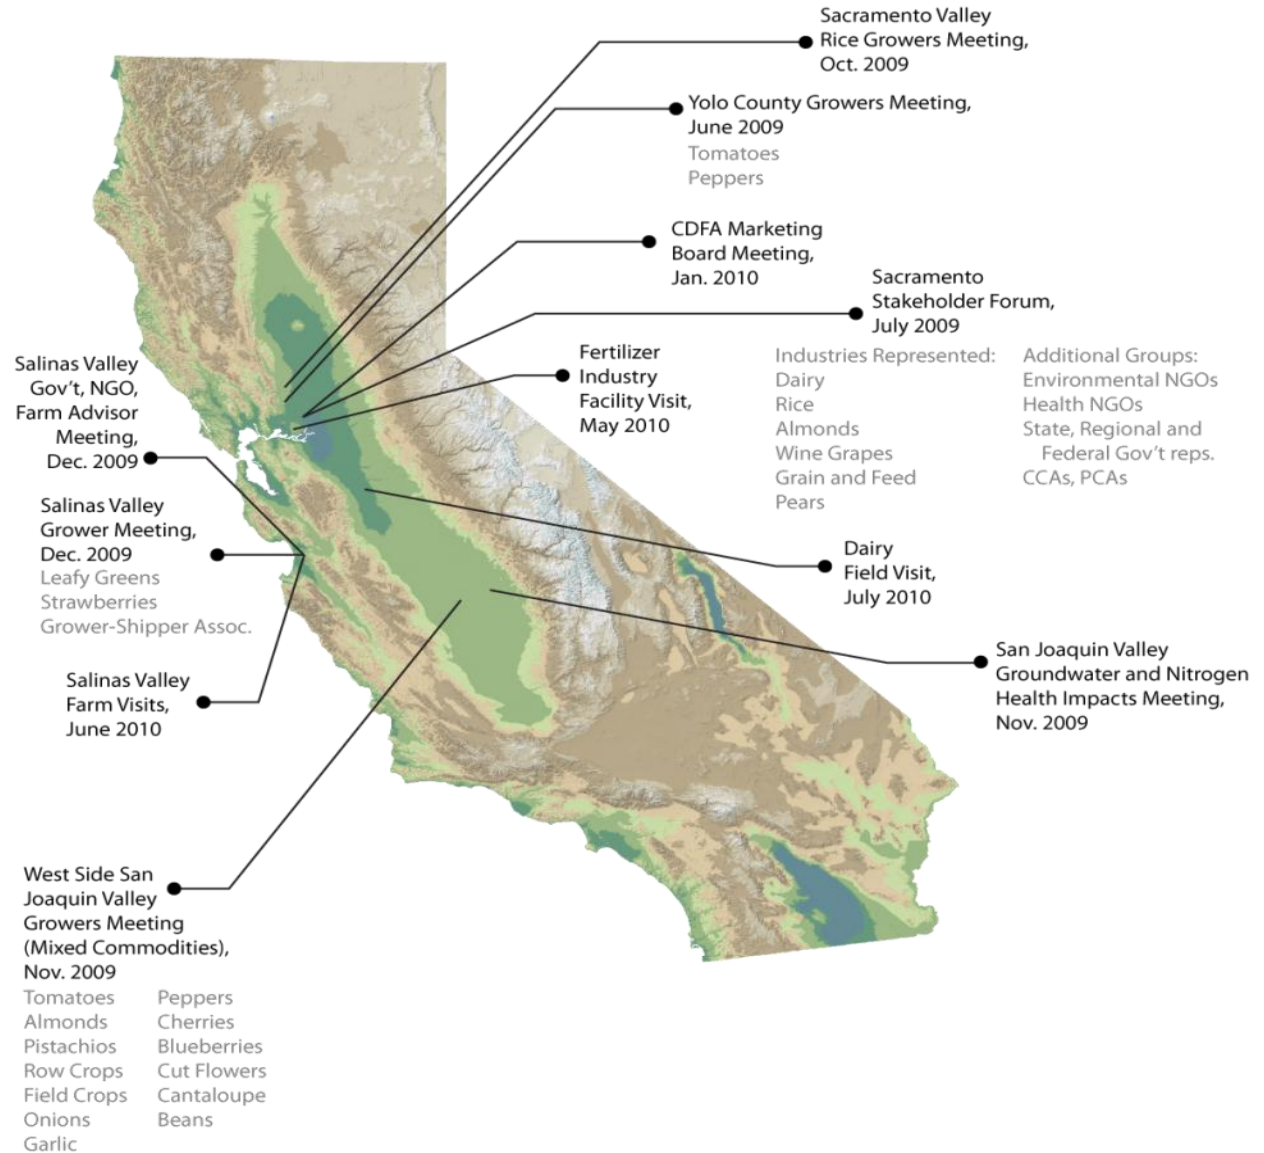 Sacramento Valley
Rice Growers Meeting,
Oct. 2009
Yolo County Growers Meeting,
June 2009
Tomatoes
Peppers
CDFA Marketing
Board Meeting,
Jan. 2010
Sacramento
Stakeholder Forum,
July 2009
Industries Represented:
Dairy
Rice
Almonds
Wine Grapes
Grain and Feed
Pears
Additional Groups:
Environmental NGOs
Health NGOs
State, Regional and
Federal Gov't reps.
CCAs, PCAs
Fertilizer
Industry
Facility Visit,
May 2010
Salinas Valley
Gov't, NGO,
Farm Advisor
Meeting,
Dec. 2009
Salinas Valley
Grower Meeting,
Dec. 2009
Leafy Greens
Strawberries
Grower-Shipper Assoc.
Dairy
Field Visit,
July 2010
San Joaquin Valley
Groundwater and Nitrogen
Health Impacts Meeting,
Nov. 2009
Salinas Valley
Farm Visits,
June 2010
West Side San
Joaquin Valley
Growers Meeting
(Mixed Commodities),
Nov. 2009
Tomatoes
Almonds
Pistachios
Row Crops
Field Crops
Onions
Garlic
Peppers
Cherries
Blueberries
Cut Flowers
Cantaloupe
Beans